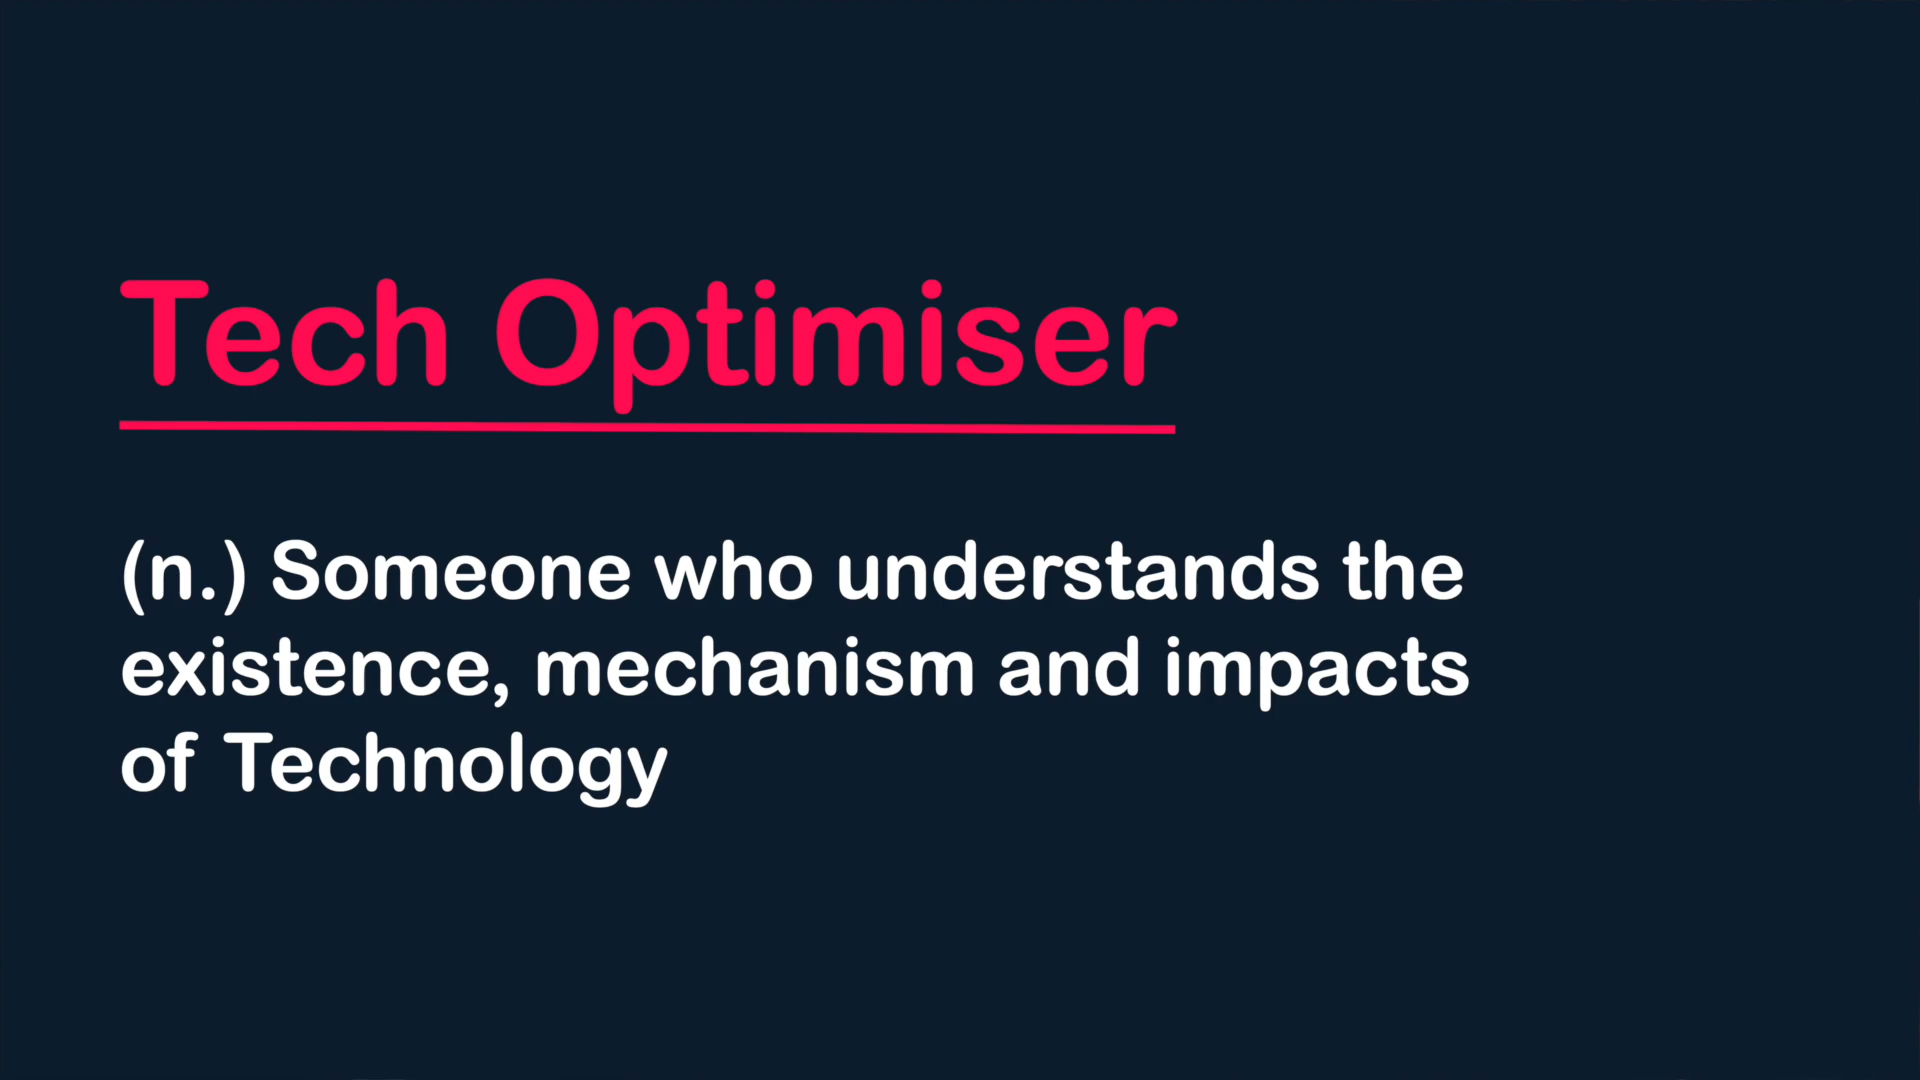 Tech Optimiser
(n.) Someone who understands the
existence, mechanism and impacts
of Technology